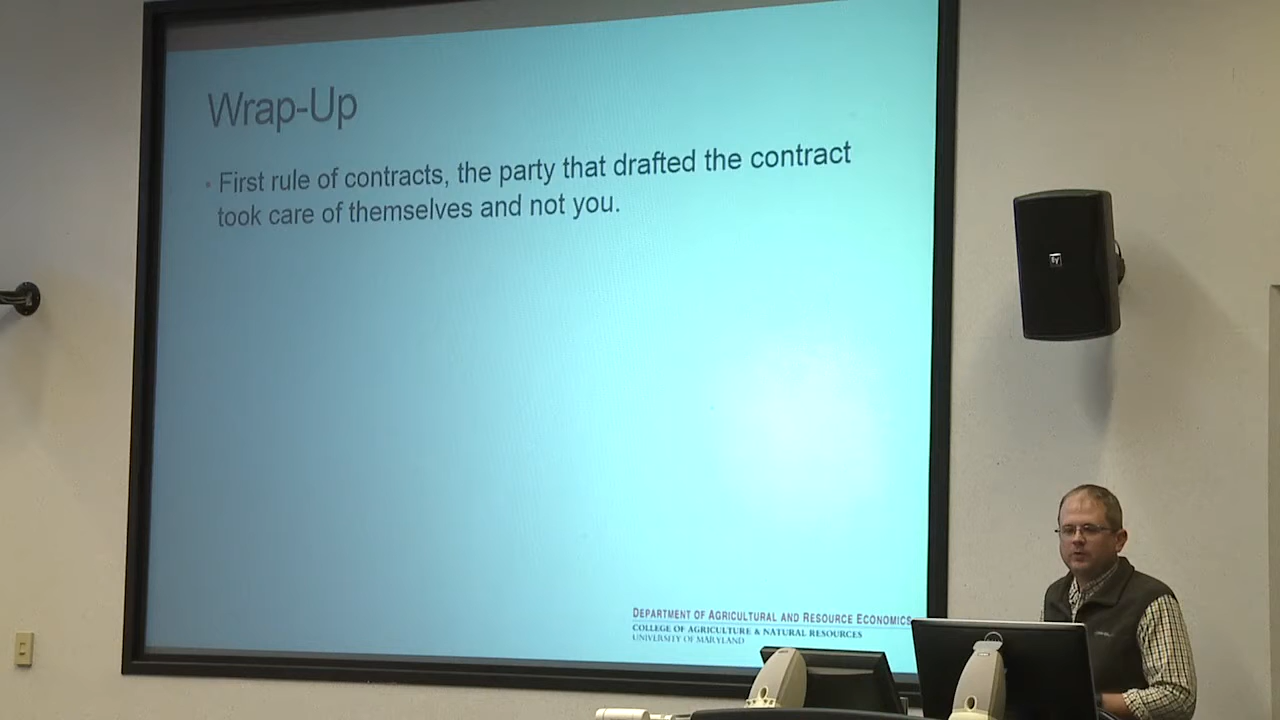 Wrap-Up
• First rule of contracts, the party that drafted the contract
took care of themselves and not you.
DEPARTMENT OF AGRICULTURAL AND RESOURCE ECONOMICS
COLLEGE OF AGRICULTURE & NATURAL RESOURCES
UNIVERSITY OF MARYLAND
EV